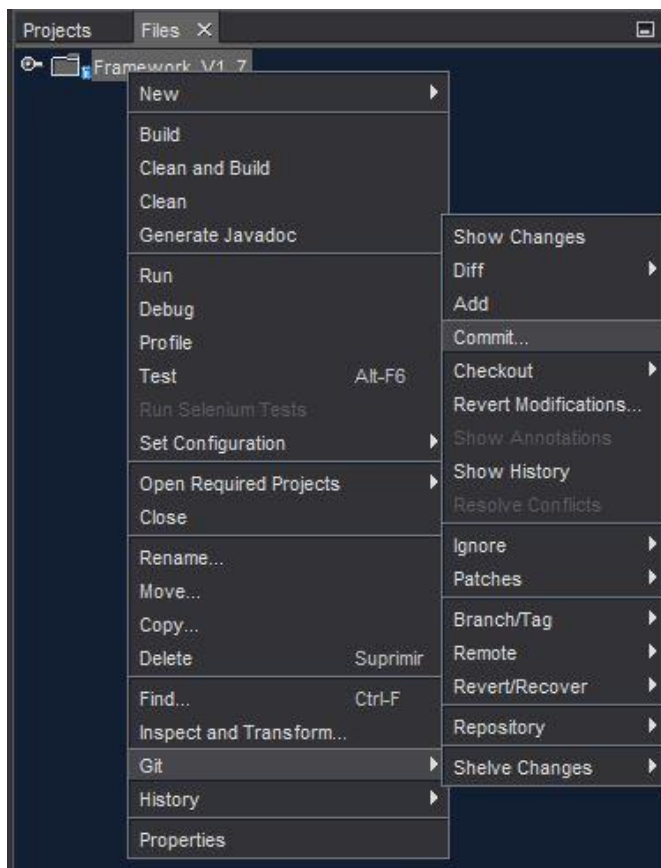 Projects Files
Framework_V1_7
New
Build
Clean and Build
Clean
Generate Javadoc
Run
Debug
Profile
Test Alt-F6
Run Selenium Tests
Set Configuration
Open Required Projects
Close
Rename...
Move...
Copy...
Delete Suprimir
Find... Ctrl-F
Inspect and Transform...
Git
History
Properties
Show Changes
Diff
Add
Commit...
Checkout
Revert Modifications...
Show Annotations
Show History
Resolve Conflicts
Ignore
Patches
Branch/Tag
Remote
Revert/Recover
Repository
Shelve Changes